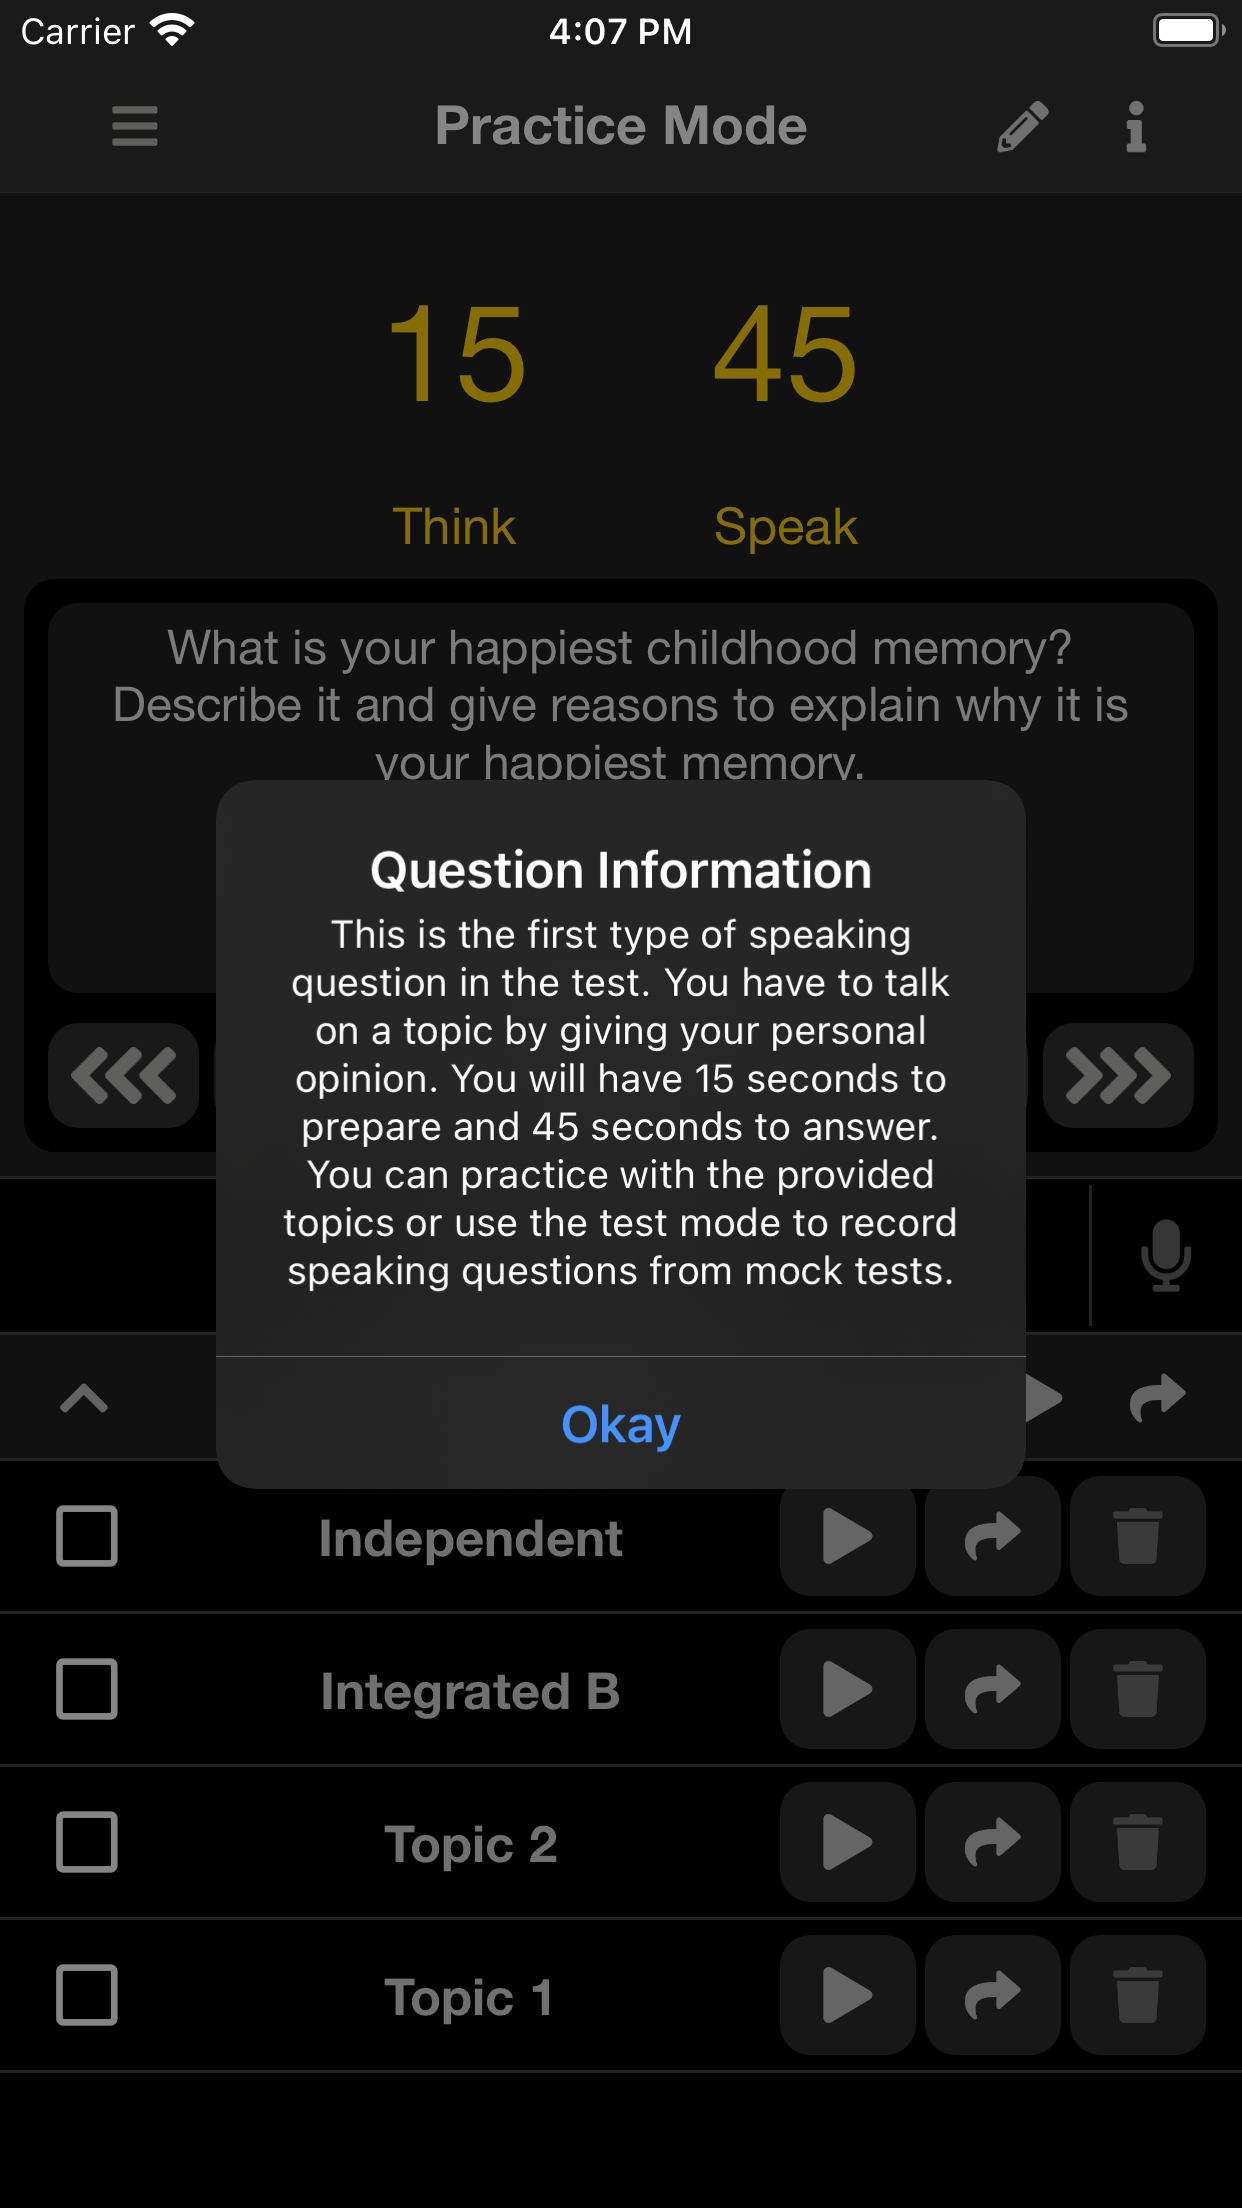 Carrier 4:07 PM
Practice Mode
15 45
Think Speak
What is your happiest childhood memory?
Describe it and give reasons to explain why it is
your happiest memory.
Question Information
This is the first type of speaking
question in the test. You have to talk
on a topic by giving your personal
opinion. You will have 15 seconds to
prepare and 45 seconds to answer.
You can practice with the provided
topics or use the test mode to record
speaking questions from mock tests.
Okay
Independent
Integrated B
Topic 2
Topic 1